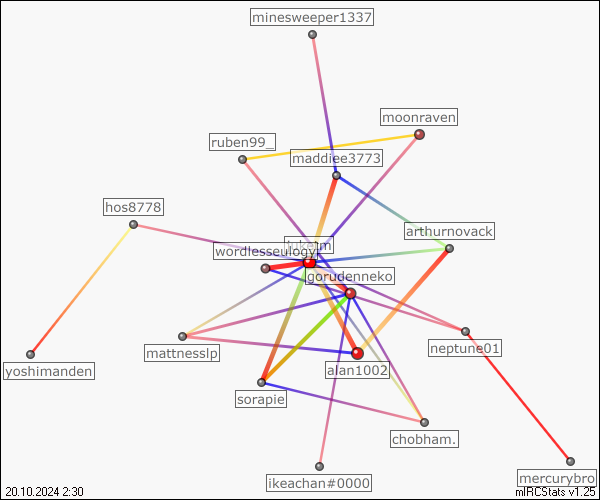 minesweeper1337
moonraven
ruben99_
maddiee3773
hos8778
arthurnovack
wordlesseulogy
gorudenneko
neptune01
mattnesslp
alan1002
yoshimanden
sorapie
chobham.
ikeachan#0000
mercurybro
20.10.2024 2:30
mIRCStats v1.25